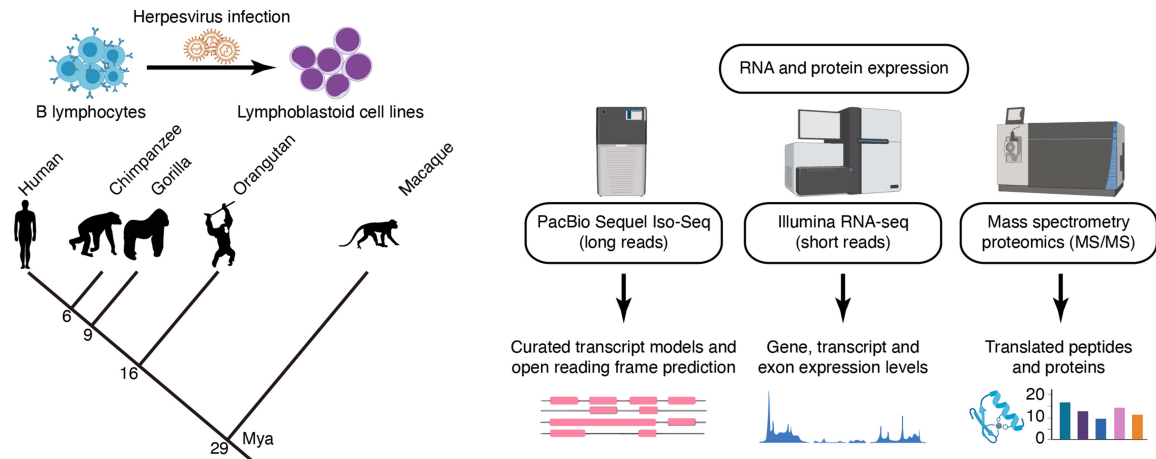 Herpesvirus infection
B lymphocytes
Lymphoblastoid cell lines
Human
Chimpanzee
Gorilla
Orangutan
Macaque
6
9
16
29
Mya
RNA and protein expression
PacBio Sequel Iso-Seq
(long reads)
Illumina RNA-seq
(short reads)
Mass spectrometry
proteomics (MS/MS)
Curated transcript models and
open reading frame prediction
Gene, transcript and
exon expression levels
Translated peptides
and proteins
20
10
0